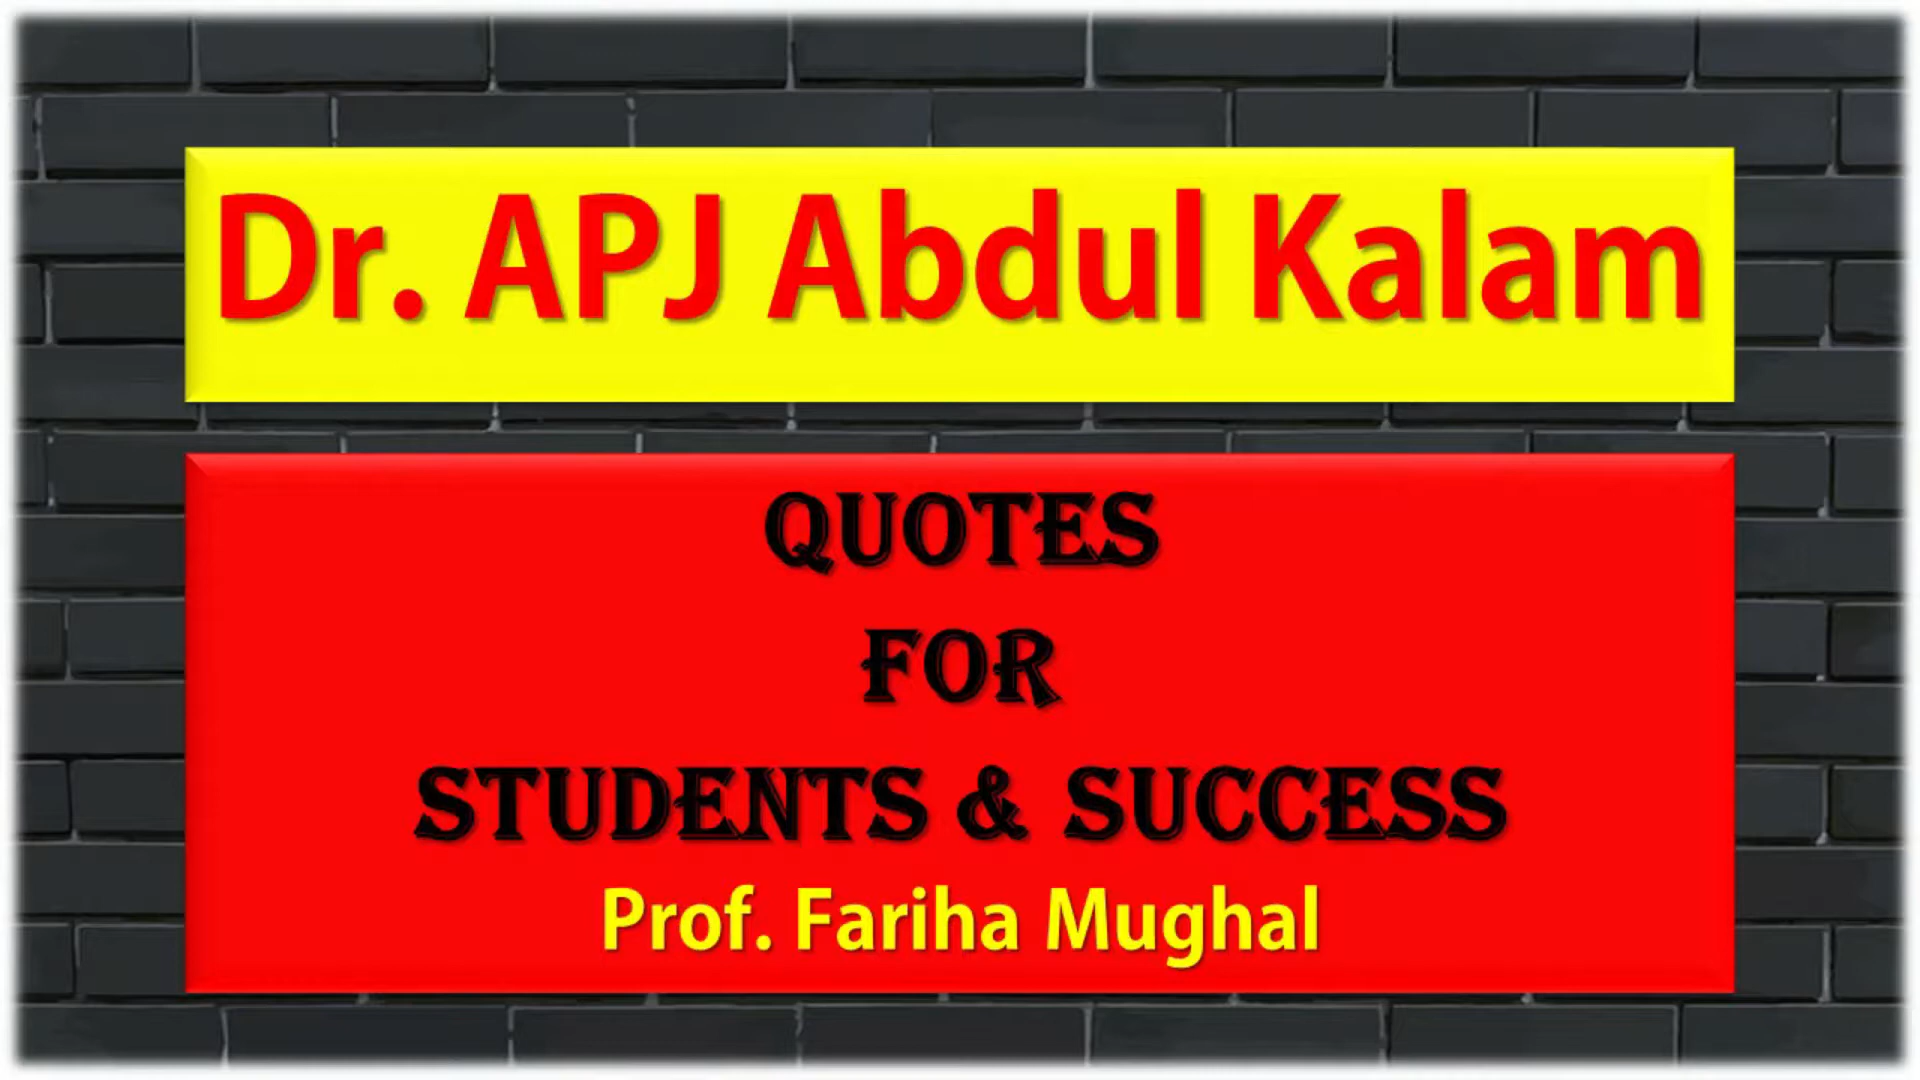 Dr. APJ Abdul Kalam
QUOTES
FOR
STUDENTS & SUCCESS
Prof. Fariha Mughal